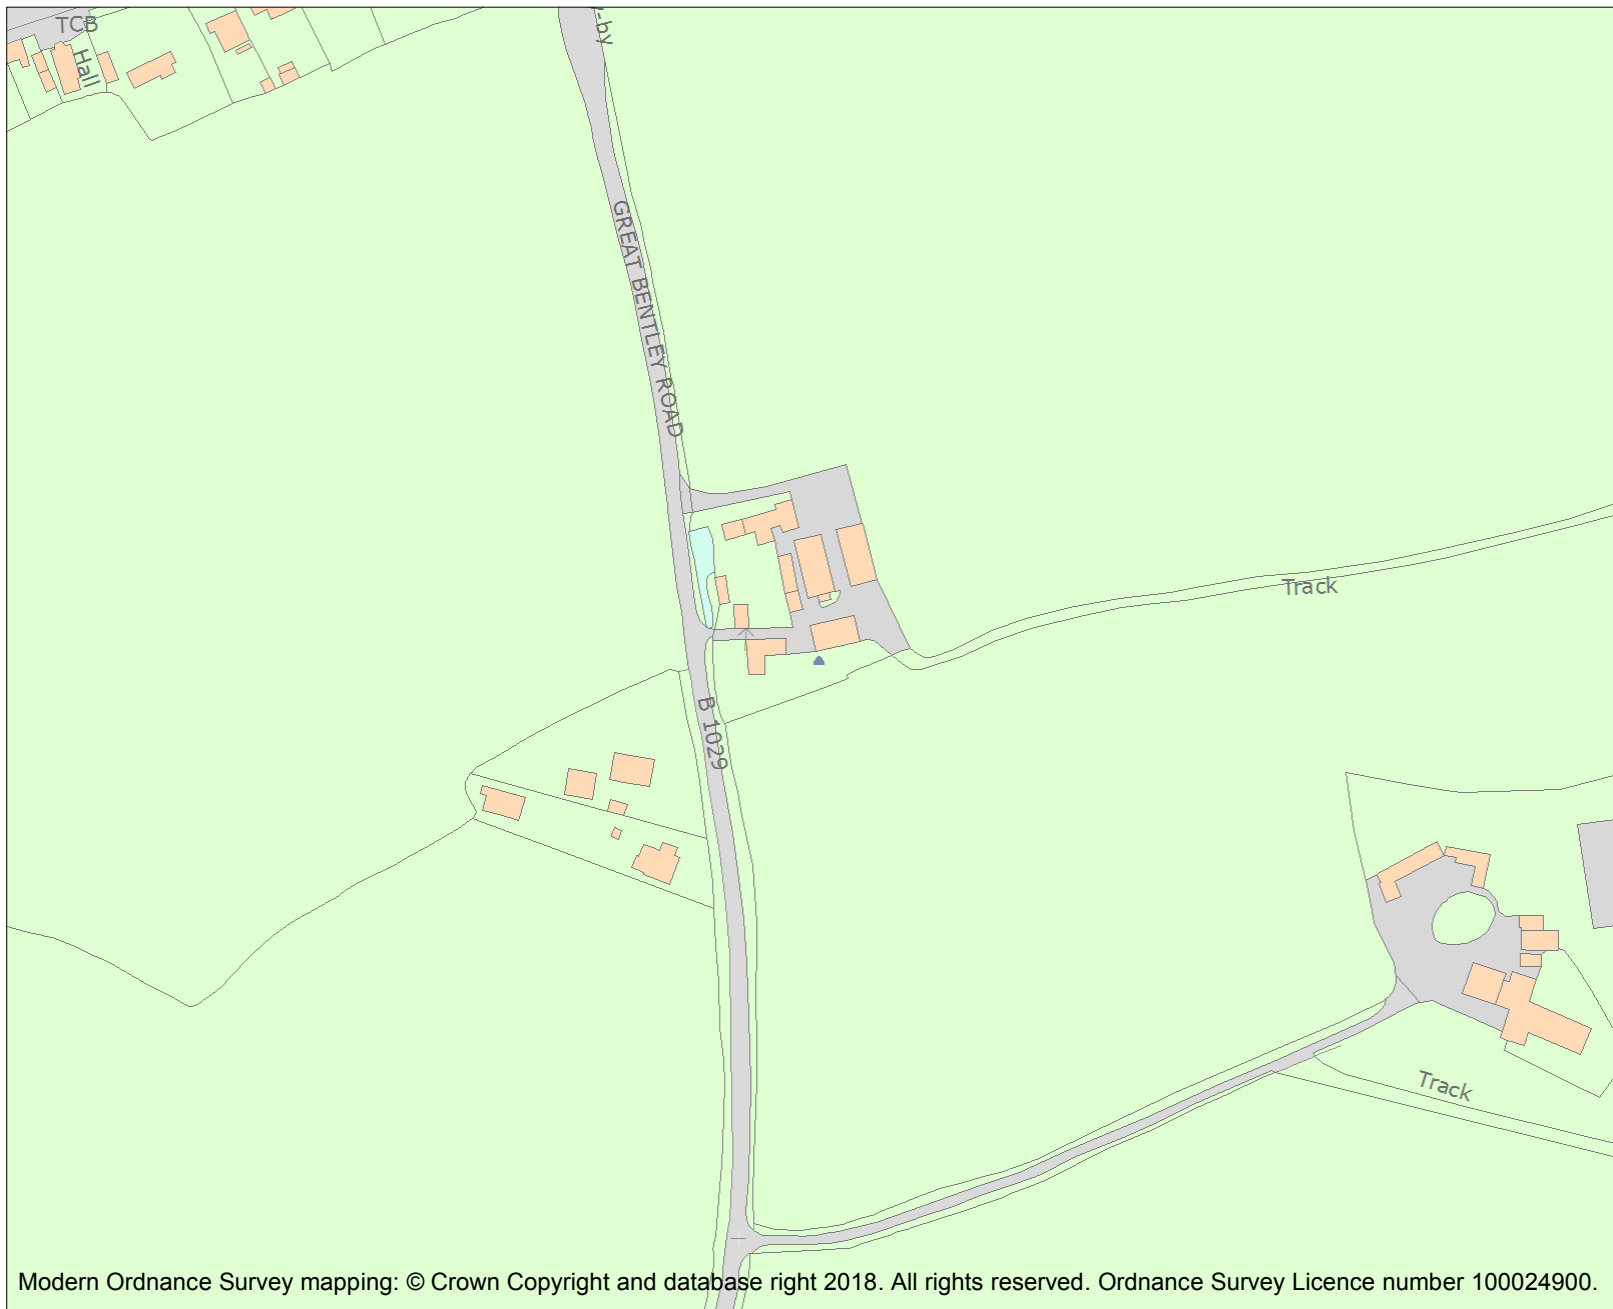 TCB
Hall
y-by
GREAT BENTLEY ROAD
Track
B 1029
Track
Modern Ordnance Survey mapping: © Crown Copyright and database right 2018. All rights reserved. Ordnance Survey Licence number 100024900.